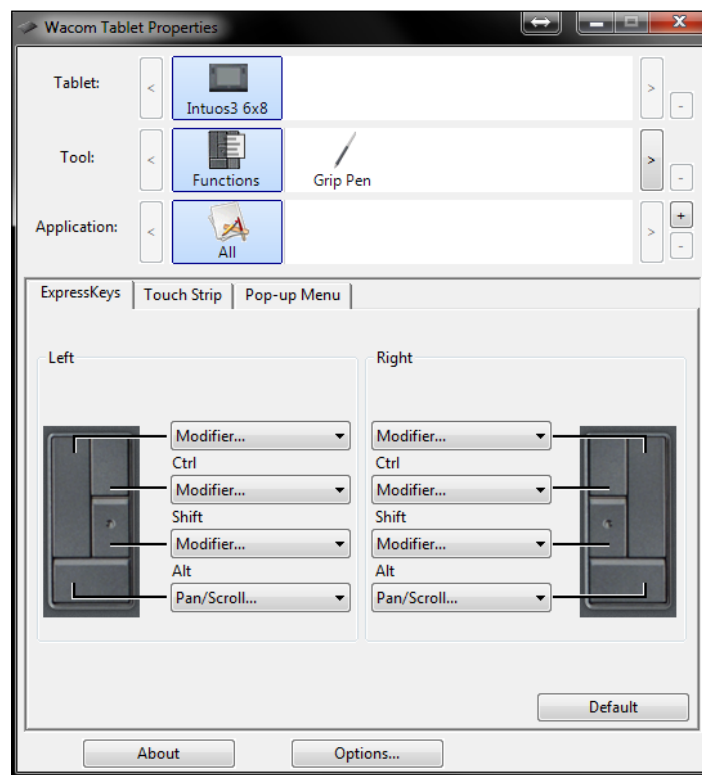 Wacom Tablet Properties
Tablet:
< Intuos3 6x8 > -
Tool:
< Functions Grip Pen > -
Application:
< All > + -
ExpressKeys Touch Strip Pop-up Menu
Left Right
Modifier... Modifier...
Ctrl Ctrl
Modifier... Modifier...
Shift Shift
Modifier... Modifier...
Alt Alt
Pan/Scroll... Pan/Scroll...
Default
About Options...